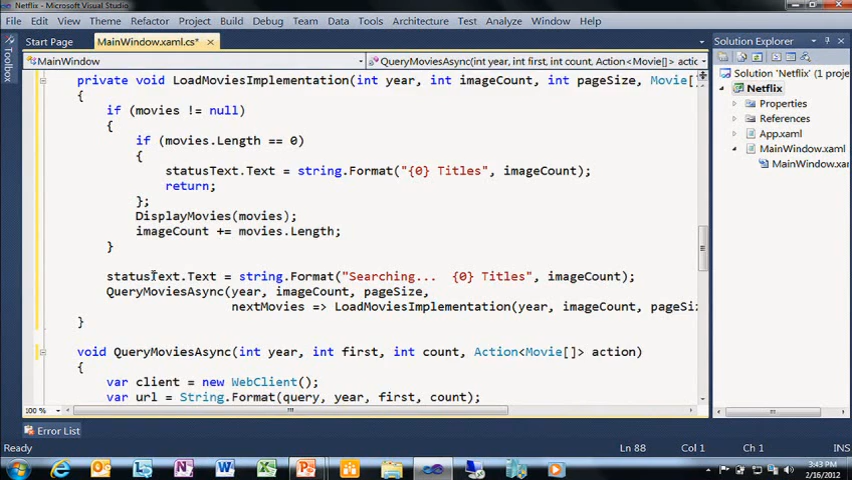 Netflix - Microsoft Visual Studio
File Edit View Theme Refactor Project Build Debug Team Data Tools Architecture Test Analyze Window Help
Toolbox
Start Page MainWindow.xaml.cs*
MainWindow QueryMoviesAsync(int year, int first, int count, Action<Movie[]> actio
private void LoadMoviesImplementation(int year, int imageCount, int pageSize, Movie[]
{
if (movies != null)
{
if (movies.Length == 0)
{
statusText.Text = string.Format("{0} Titles", imageCount);
return;
};
DisplayMovies(movies);
imageCount += movies.Length;
}
statusText.Text = string.Format("Searching... {0} Titles", imageCount);
QueryMoviesAsync(year, imageCount, pageSize,
nextMovies => LoadMoviesImplementation(year, imageCount, pageSiz
}
void QueryMoviesAsync(int year, int first, int count, Action<Movie[]> action)
{
var client = new WebClient();
var url = String.Format(query, year, first, count);
100 %
Solution Explorer
Solution 'Netflix' (1 proje
Netflix
Properties
References
App.xaml
MainWindow.xaml
MainWindow.xam
Error List
Ready Ln 88 Col 1 Ch 1 INS
3:43 PM
2/16/2012